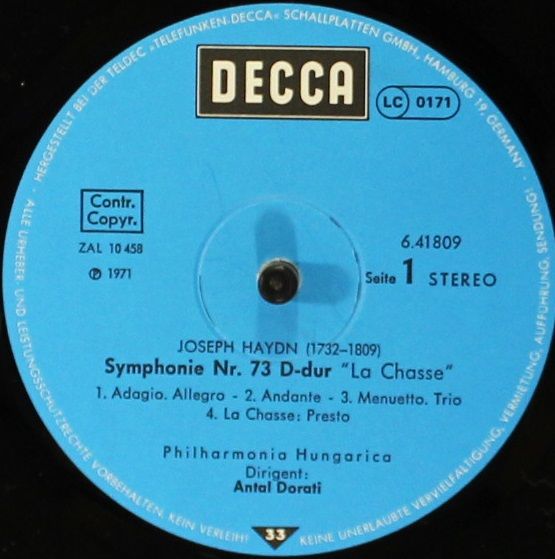 HERGESTELLT BEI DER TELDEC »TELEFUNKEN-DECCA« SCHALLPLATTEN GMBH., HAMBURG 19, GERMANY ·
DECCA
LC 0171
Contr.
Copyr.
ZAL 10 458
Ⓟ 1971
6.41809
Seite 1 STEREO
JOSEPH HAYDN (1732–1809)
Symphonie Nr. 73 D-dur "La Chasse"
1. Adagio. Allegro - 2. Andante - 3. Menuetto. Trio
4. La Chasse: Presto
Philharmonia Hungarica
Dirigent:
Antal Dorati
33
· ALLE URHEBER- UND LEISTUNGSSCHUTZRECHTE VORBEHALTEN. KEIN VERLEIH!
KEINE UNERLAUBTE VERVIELFÄLTIGUNG, VERMIETUNG, AUFFÜHRUNG, SENDUNG!